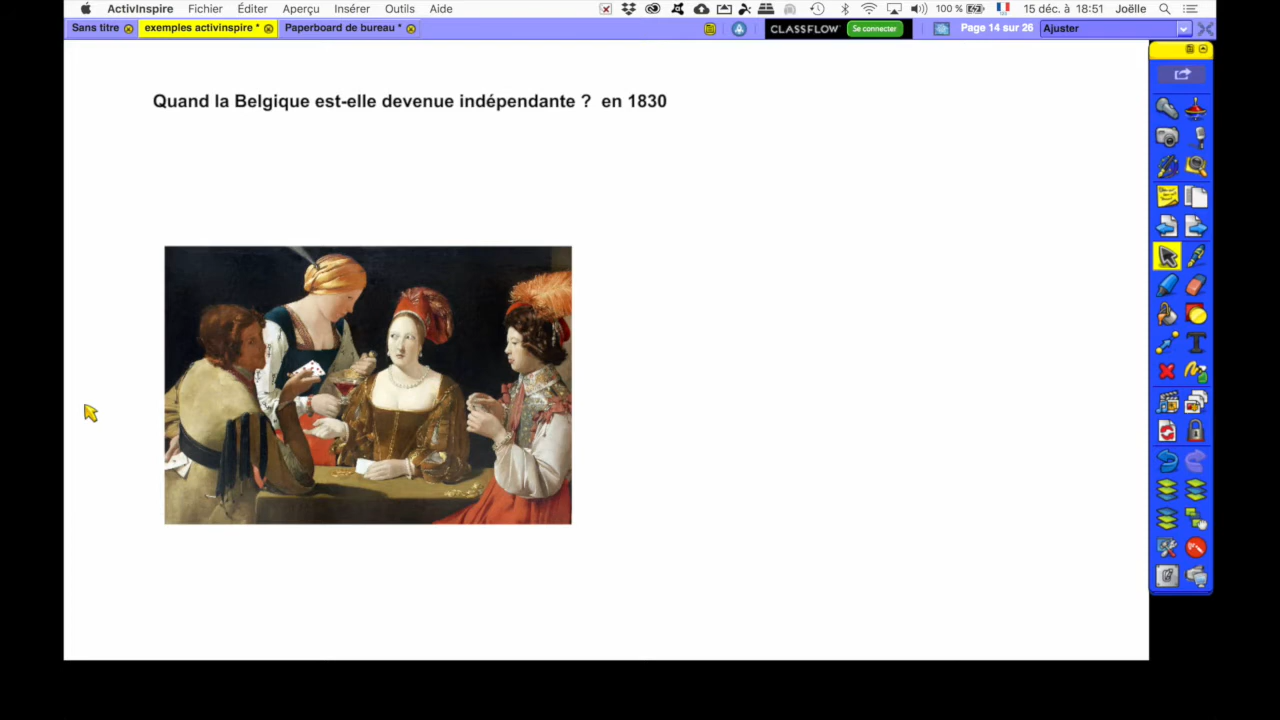 ActivInspire Fichier Éditer Aperçu Insérer Outils Aide 100 % 15 déc. à 18:51 Joëlle
Sans titre exemples activinspire * Paperboard de bureau * CLASSFLOW Se connecter Page 14 sur 26 Ajuster
Quand la Belgique est-elle devenue indépendante ? en 1830